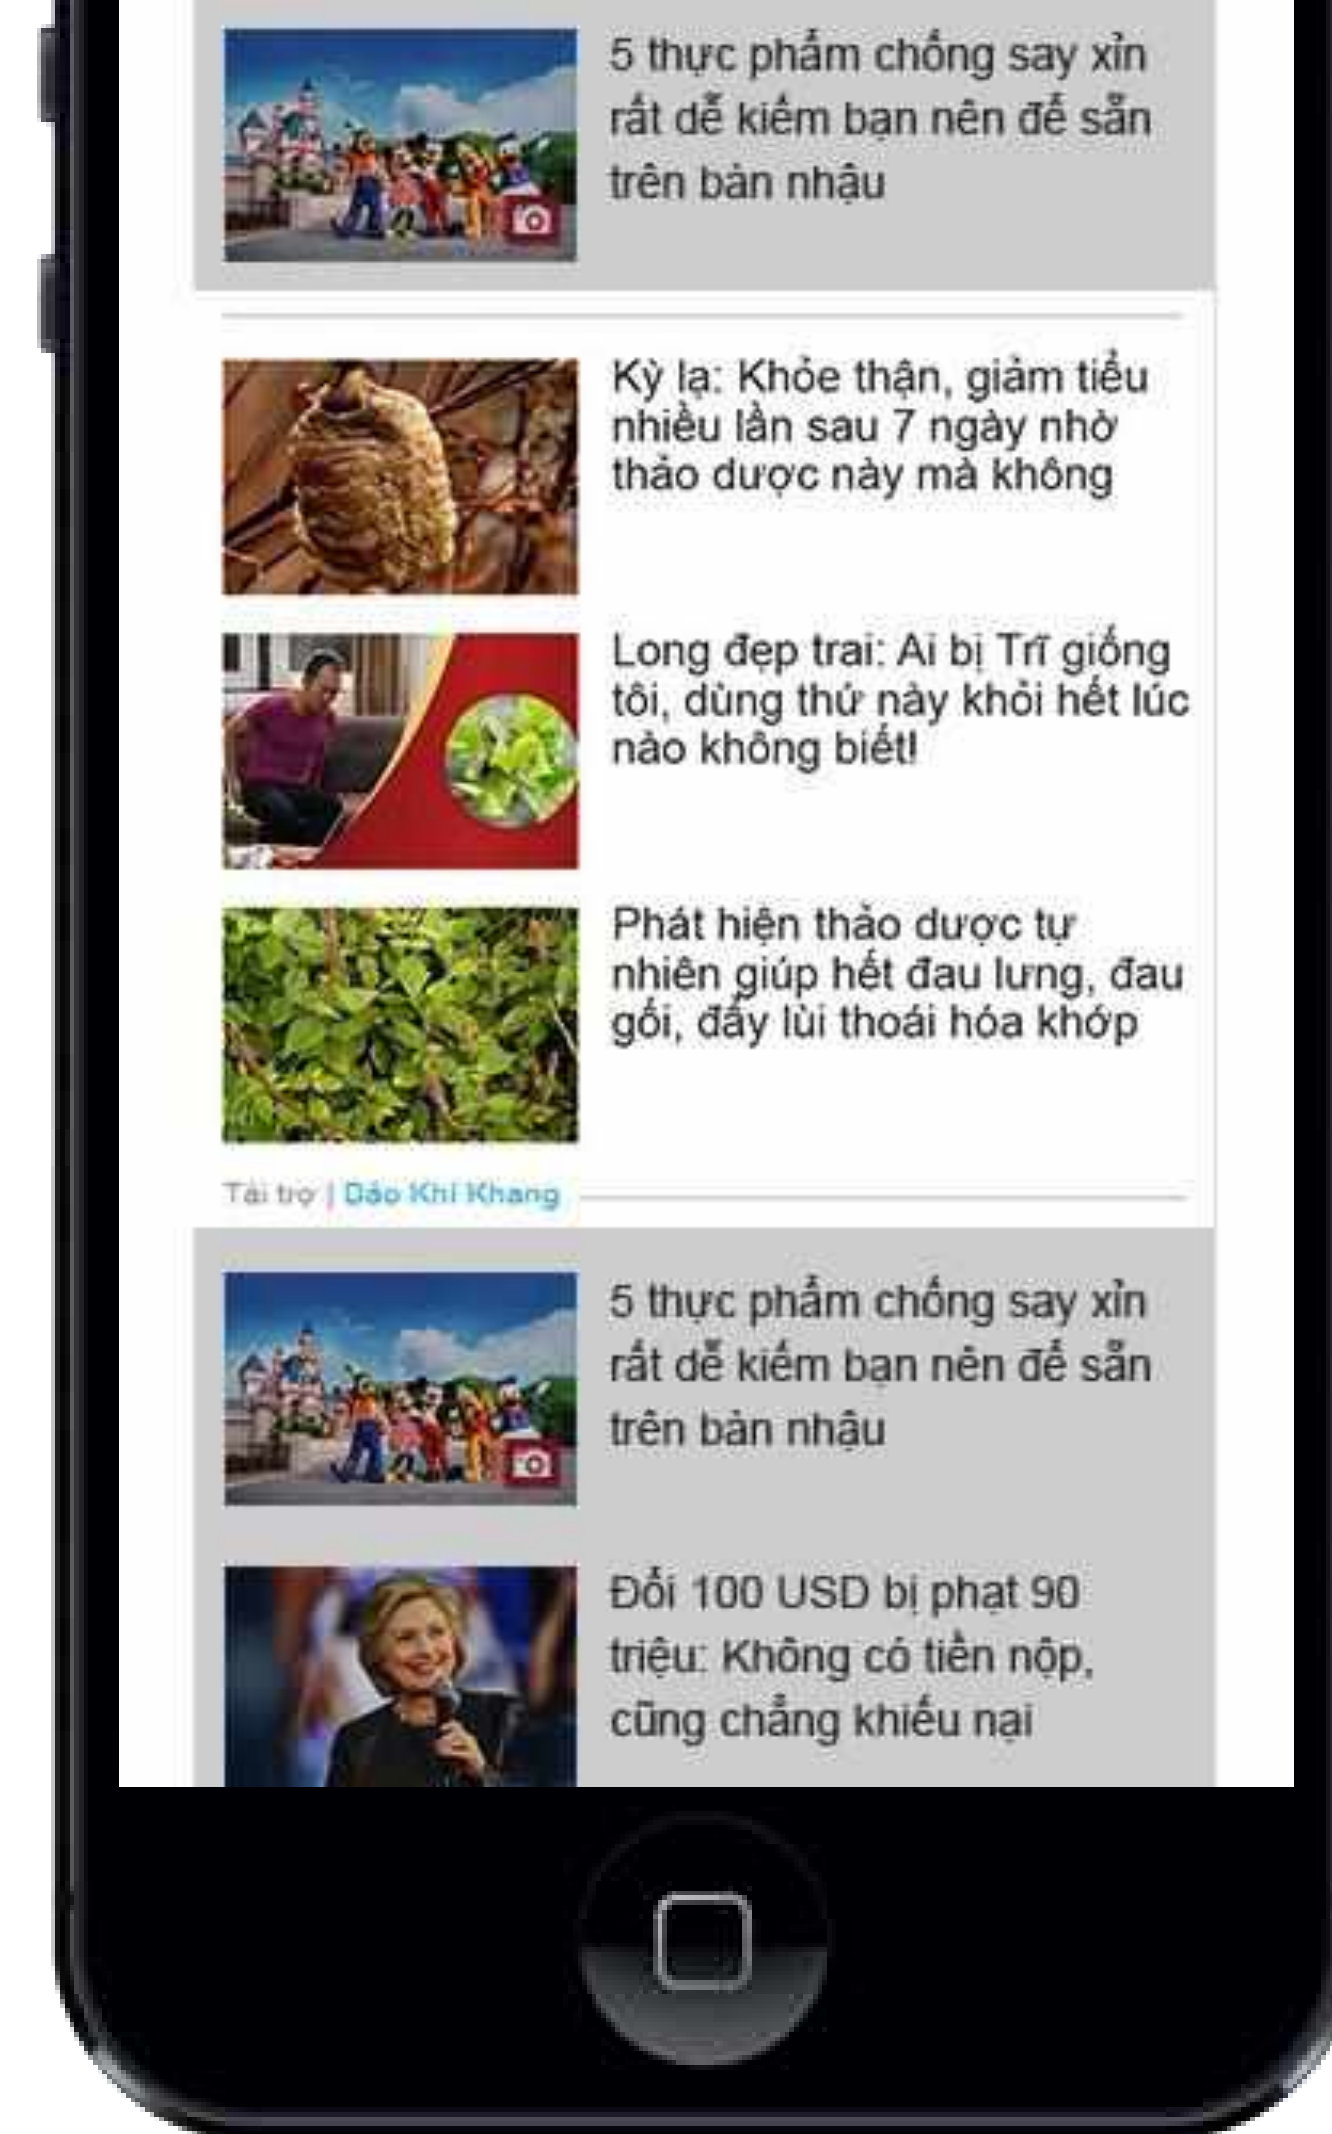 5 thực phẩm chống say xỉn
rất dễ kiếm bạn nên để sẵn
trên bàn nhậu
Kỳ lạ: Khỏe thận, giảm tiểu
nhiều lần sau 7 ngày nhờ
thảo dược này mà không
Long đẹp trai: Ai bị Trĩ giống
tôi, dùng thứ này khỏi hết lúc
nào không biết!
Phát hiện thảo dược tự
nhiên giúp hết đau lưng, đau
gối, đẩy lùi thoái hóa khớp
Tài trợ | Bảo Khí Khang
5 thực phẩm chống say xỉn
rất dễ kiếm bạn nên để sẵn
trên bàn nhậu
Đổi 100 USD bị phạt 90
triệu: Không có tiền nộp,
cũng chẳng khiếu nại